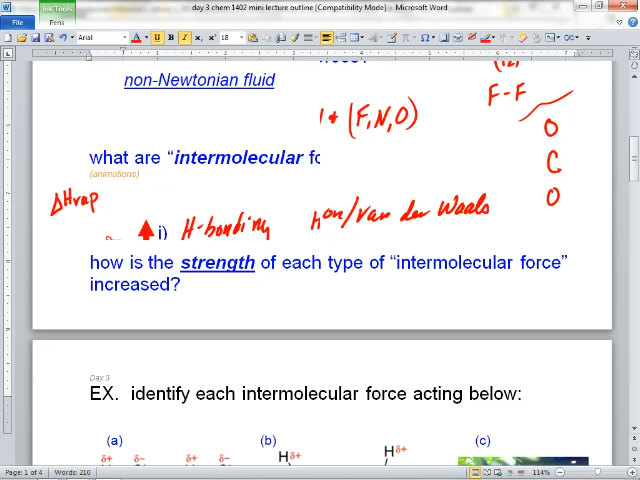 day 3 chem 1402 mini lecture outline [Compatibility Mode] - Microsoft Word
Ink Tools
File
Pens
Arial
18
non-Newtonian fluid
F-F
(F,N,O)
O
C
O
what are "intermolecular fo
(animations)
ΔHvap
i)
H-bonding
/Van der Waals
how is the strength of each type of "intermolecular force"
increased?
Day 3
EX. identify each intermolecular force acting below:
(a)
(b)
(c)
δ+
δ−
δ+
δ−
H δ+
H δ+
Page: 1 of 4
Words: 210
114%